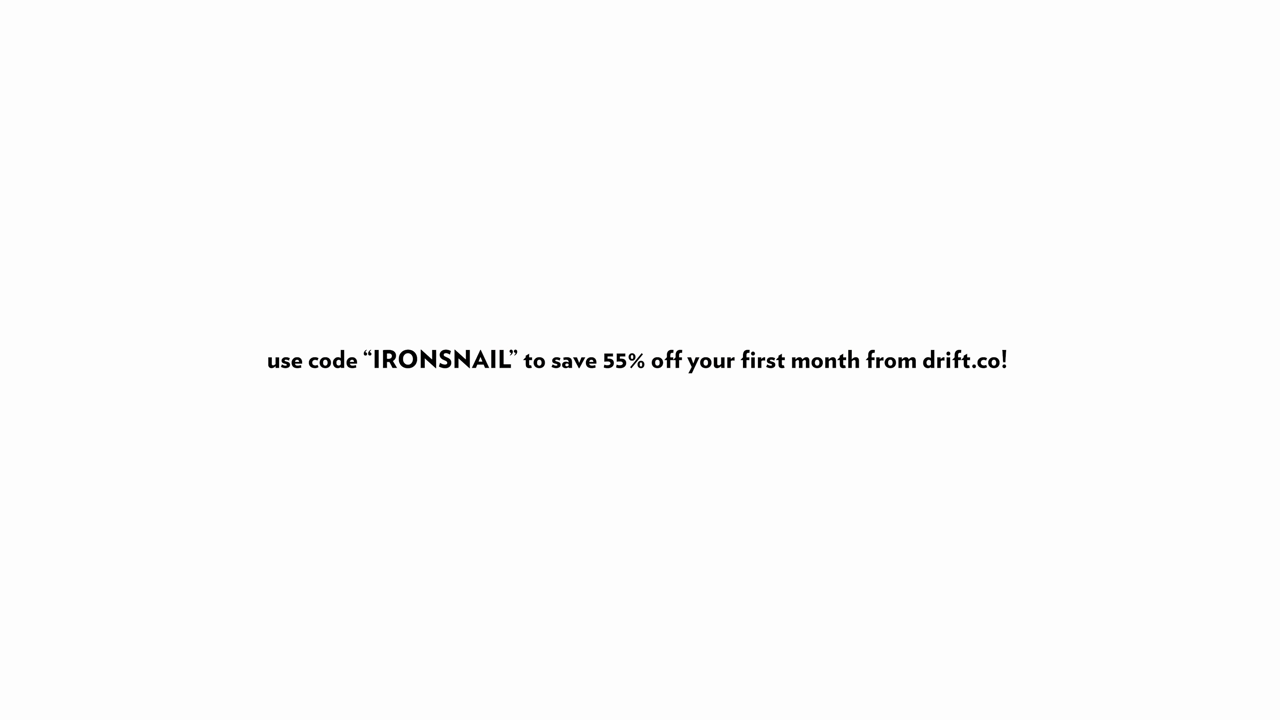 use code “IRONSNAIL” to save 55% off your first month from drift.co!